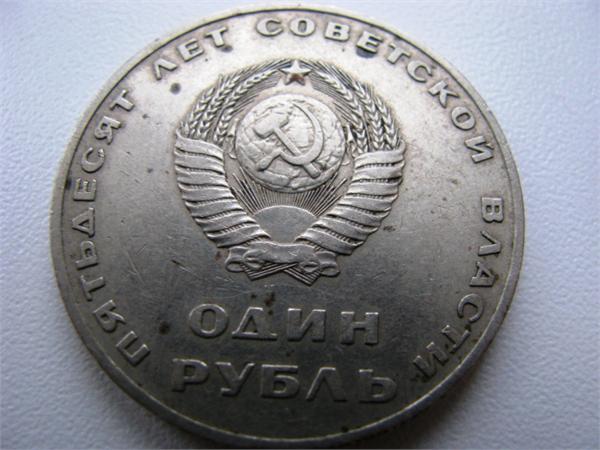 ПЯТЬДЕСЯТ ЛЕТ СОВЕТСКОЙ ВЛАСТИ
ОДИН
РУБЛЬ